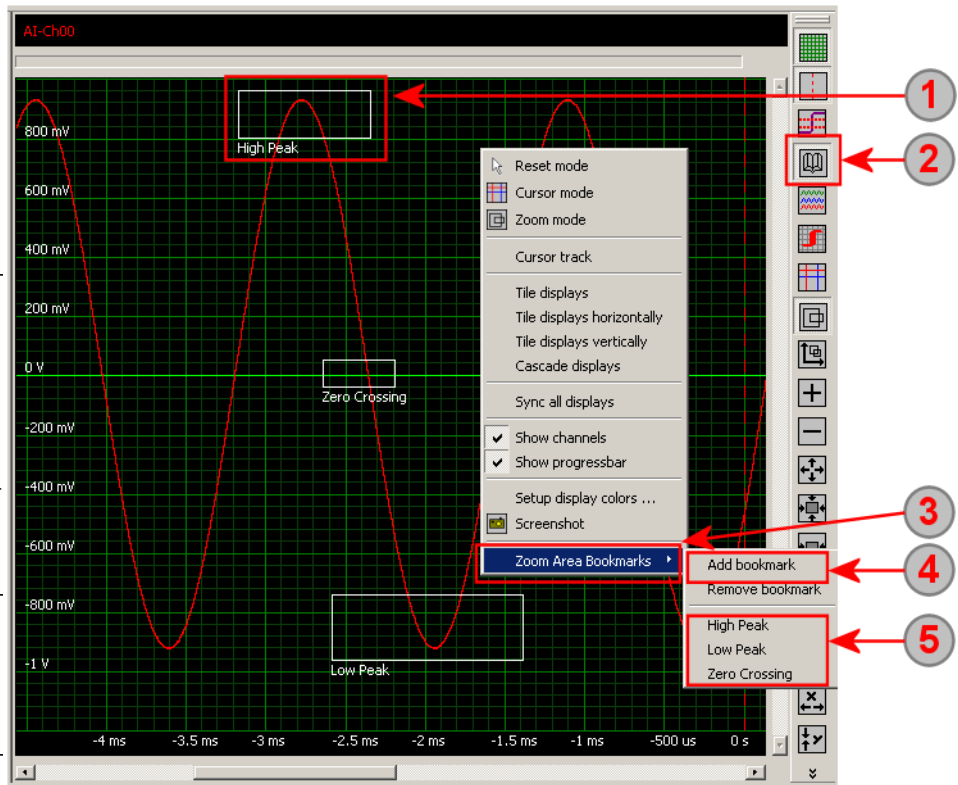 AI-Ch00
1
2
800 mV
High Peak
600 mV
400 mV
200 mV
0 V
Zero Crossing
-200 mV
-400 mV
-600 mV
-800 mV
-1 V
Low Peak
-4 ms
-3.5 ms
-3 ms
-2.5 ms
-2 ms
-1.5 ms
-1 ms
-500 us
0 s
Reset mode
Cursor mode
Zoom mode
Cursor track
Tile displays
Tile displays horizontally
Tile displays vertically
Cascade displays
Sync all displays
Show channels
Show progressbar
Setup display colors ...
Screenshot
3
Zoom Area Bookmarks
Add bookmark
4
Remove bookmark
High Peak
5
Low Peak
Zero Crossing
x
Y